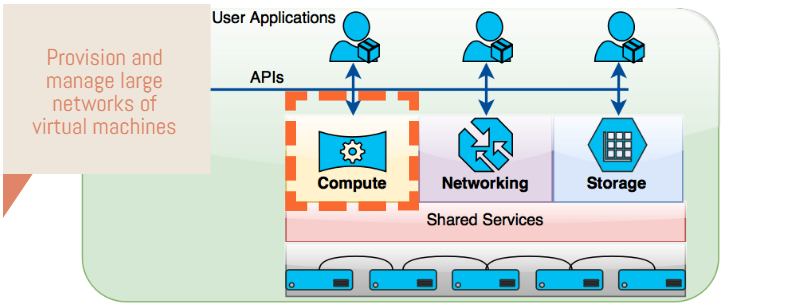 User Applications
Provision and
manage large
networks of
virtual machines
APIs
Compute
Networking
Storage
Shared Services